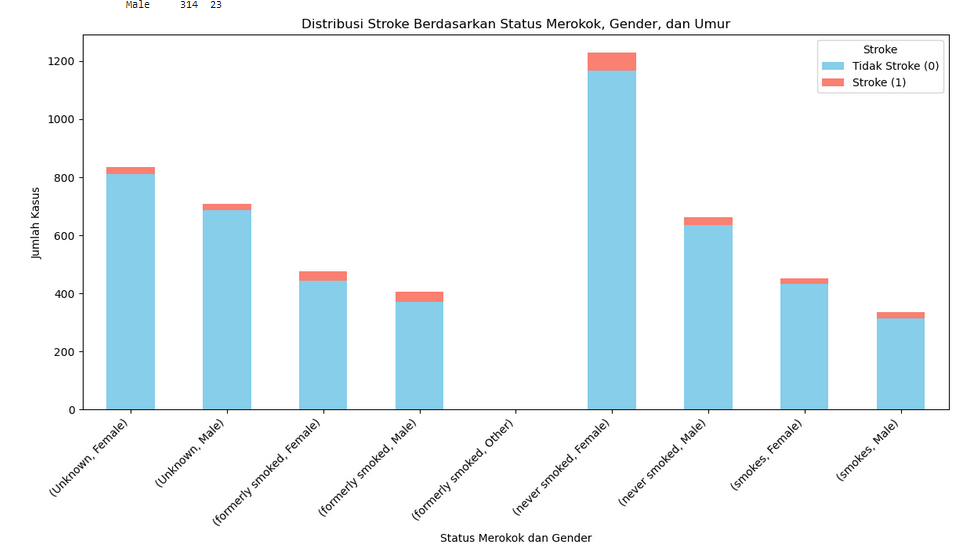 Male 314 23
Distribusi Stroke Berdasarkan Status Merokok, Gender, dan Umur
Stroke
Tidak Stroke (0)
Stroke (1)
Jumlah Kasus
1200
1000
800
600
400
200
0
(Unknown, Female)
(Unknown, Male)
(formerly smoked, Female)
(formerly smoked, Male)
(formerly smoked, Other)
(never smoked, Female)
(never smoked, Male)
(smokes, Female)
(smokes, Male)
Status Merokok dan Gender